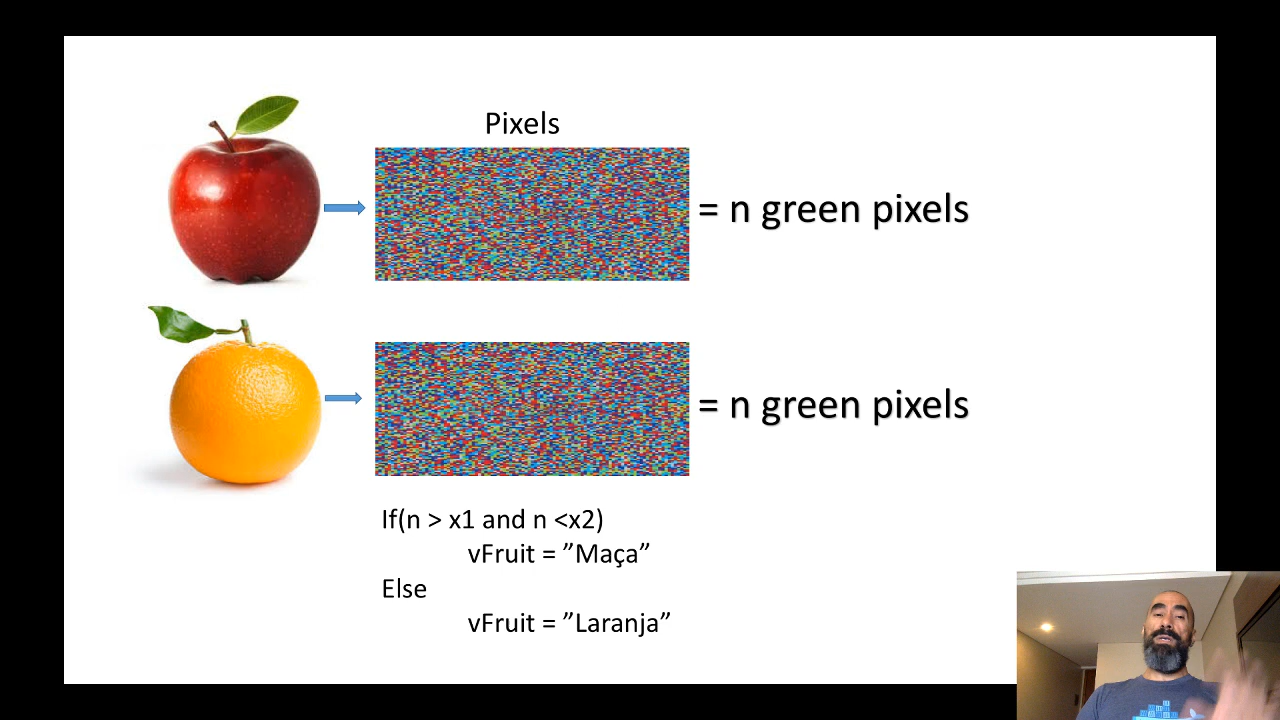 Pixels
= n green pixels
= n green pixels
If(n > x1 and n <x2)
vFruit = ”Maça”
Else
vFruit = ”Laranja”